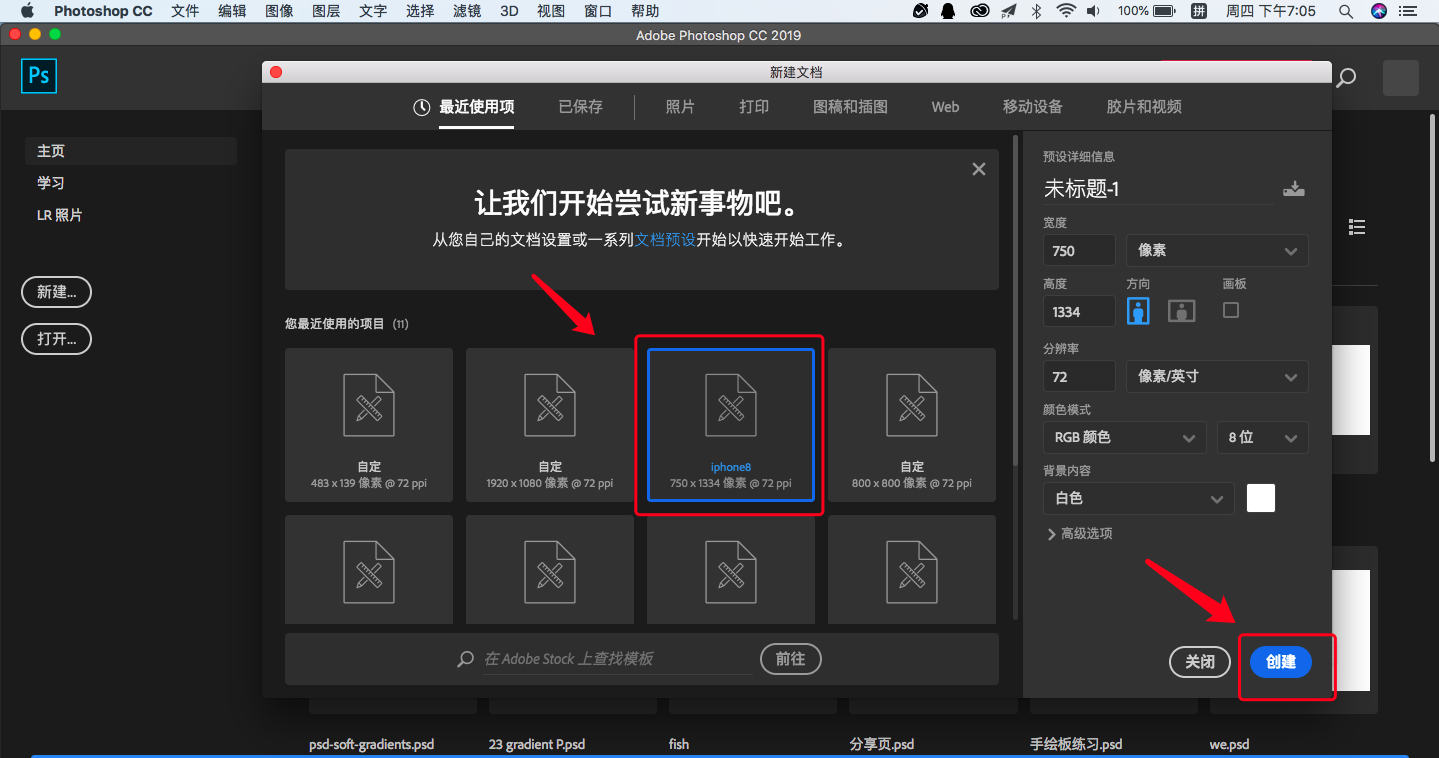 Photoshop CC 文件 编辑 图像 图层 文字 选择 滤镜 3D 视图 窗口 帮助 100% 拼 周四 下午7:05
Adobe Photoshop CC 2019
Ps
新建文档
最近使用项 已保存 照片 打印 图稿和插图 Web 移动设备 胶片和视频
主页
学习
LR 照片
新建...
打开...
让我们开始尝试新事物吧。
从您自己的文档设置或一系列文档预设开始以快速开始工作。
您最近使用的项目 (11)
自定
483 x 139 像素 @ 72 ppi
自定
1920 x 1080 像素 @ 72 ppi
iphone8
750 x 1334 像素 @ 72 ppi
自定
800 x 800 像素 @ 72 ppi
在 Adobe Stock 上查找模板 前往
预设详细信息
未标题-1
宽度
750 像素
高度 方向 画板
1334
分辨率
72 像素/英寸
颜色模式
RGB 颜色 8 位
背景内容
白色
高级选项
关闭 创建
psd-soft-gradients.psd 23 gradient P.psd fish 分享页.psd 手绘板练习.psd we.psd